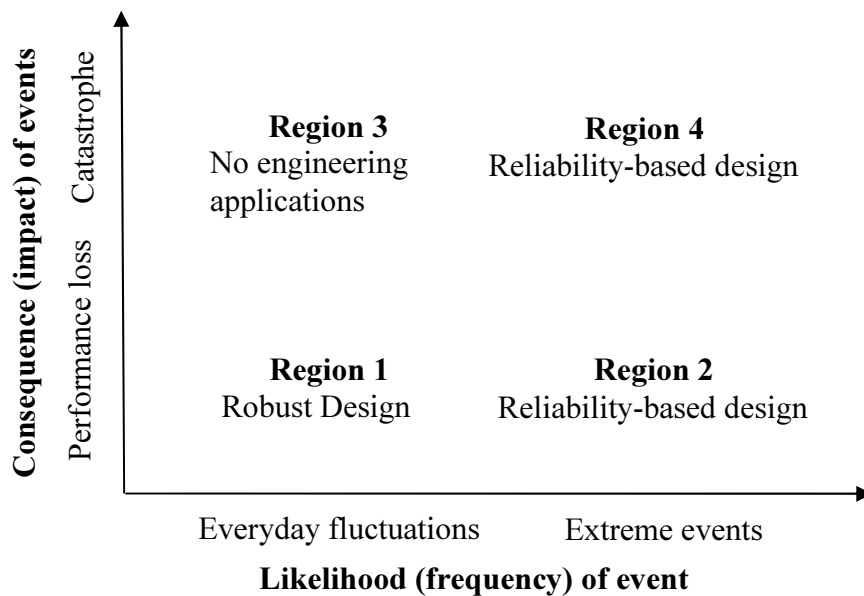 Consequence (impact) of events
Performance loss Catastrophe
Region 3
No engineering
applications
Region 4
Reliability-based design
Region 1
Robust Design
Region 2
Reliability-based design
Everyday fluctuations
Extreme events
Likelihood (frequency) of event